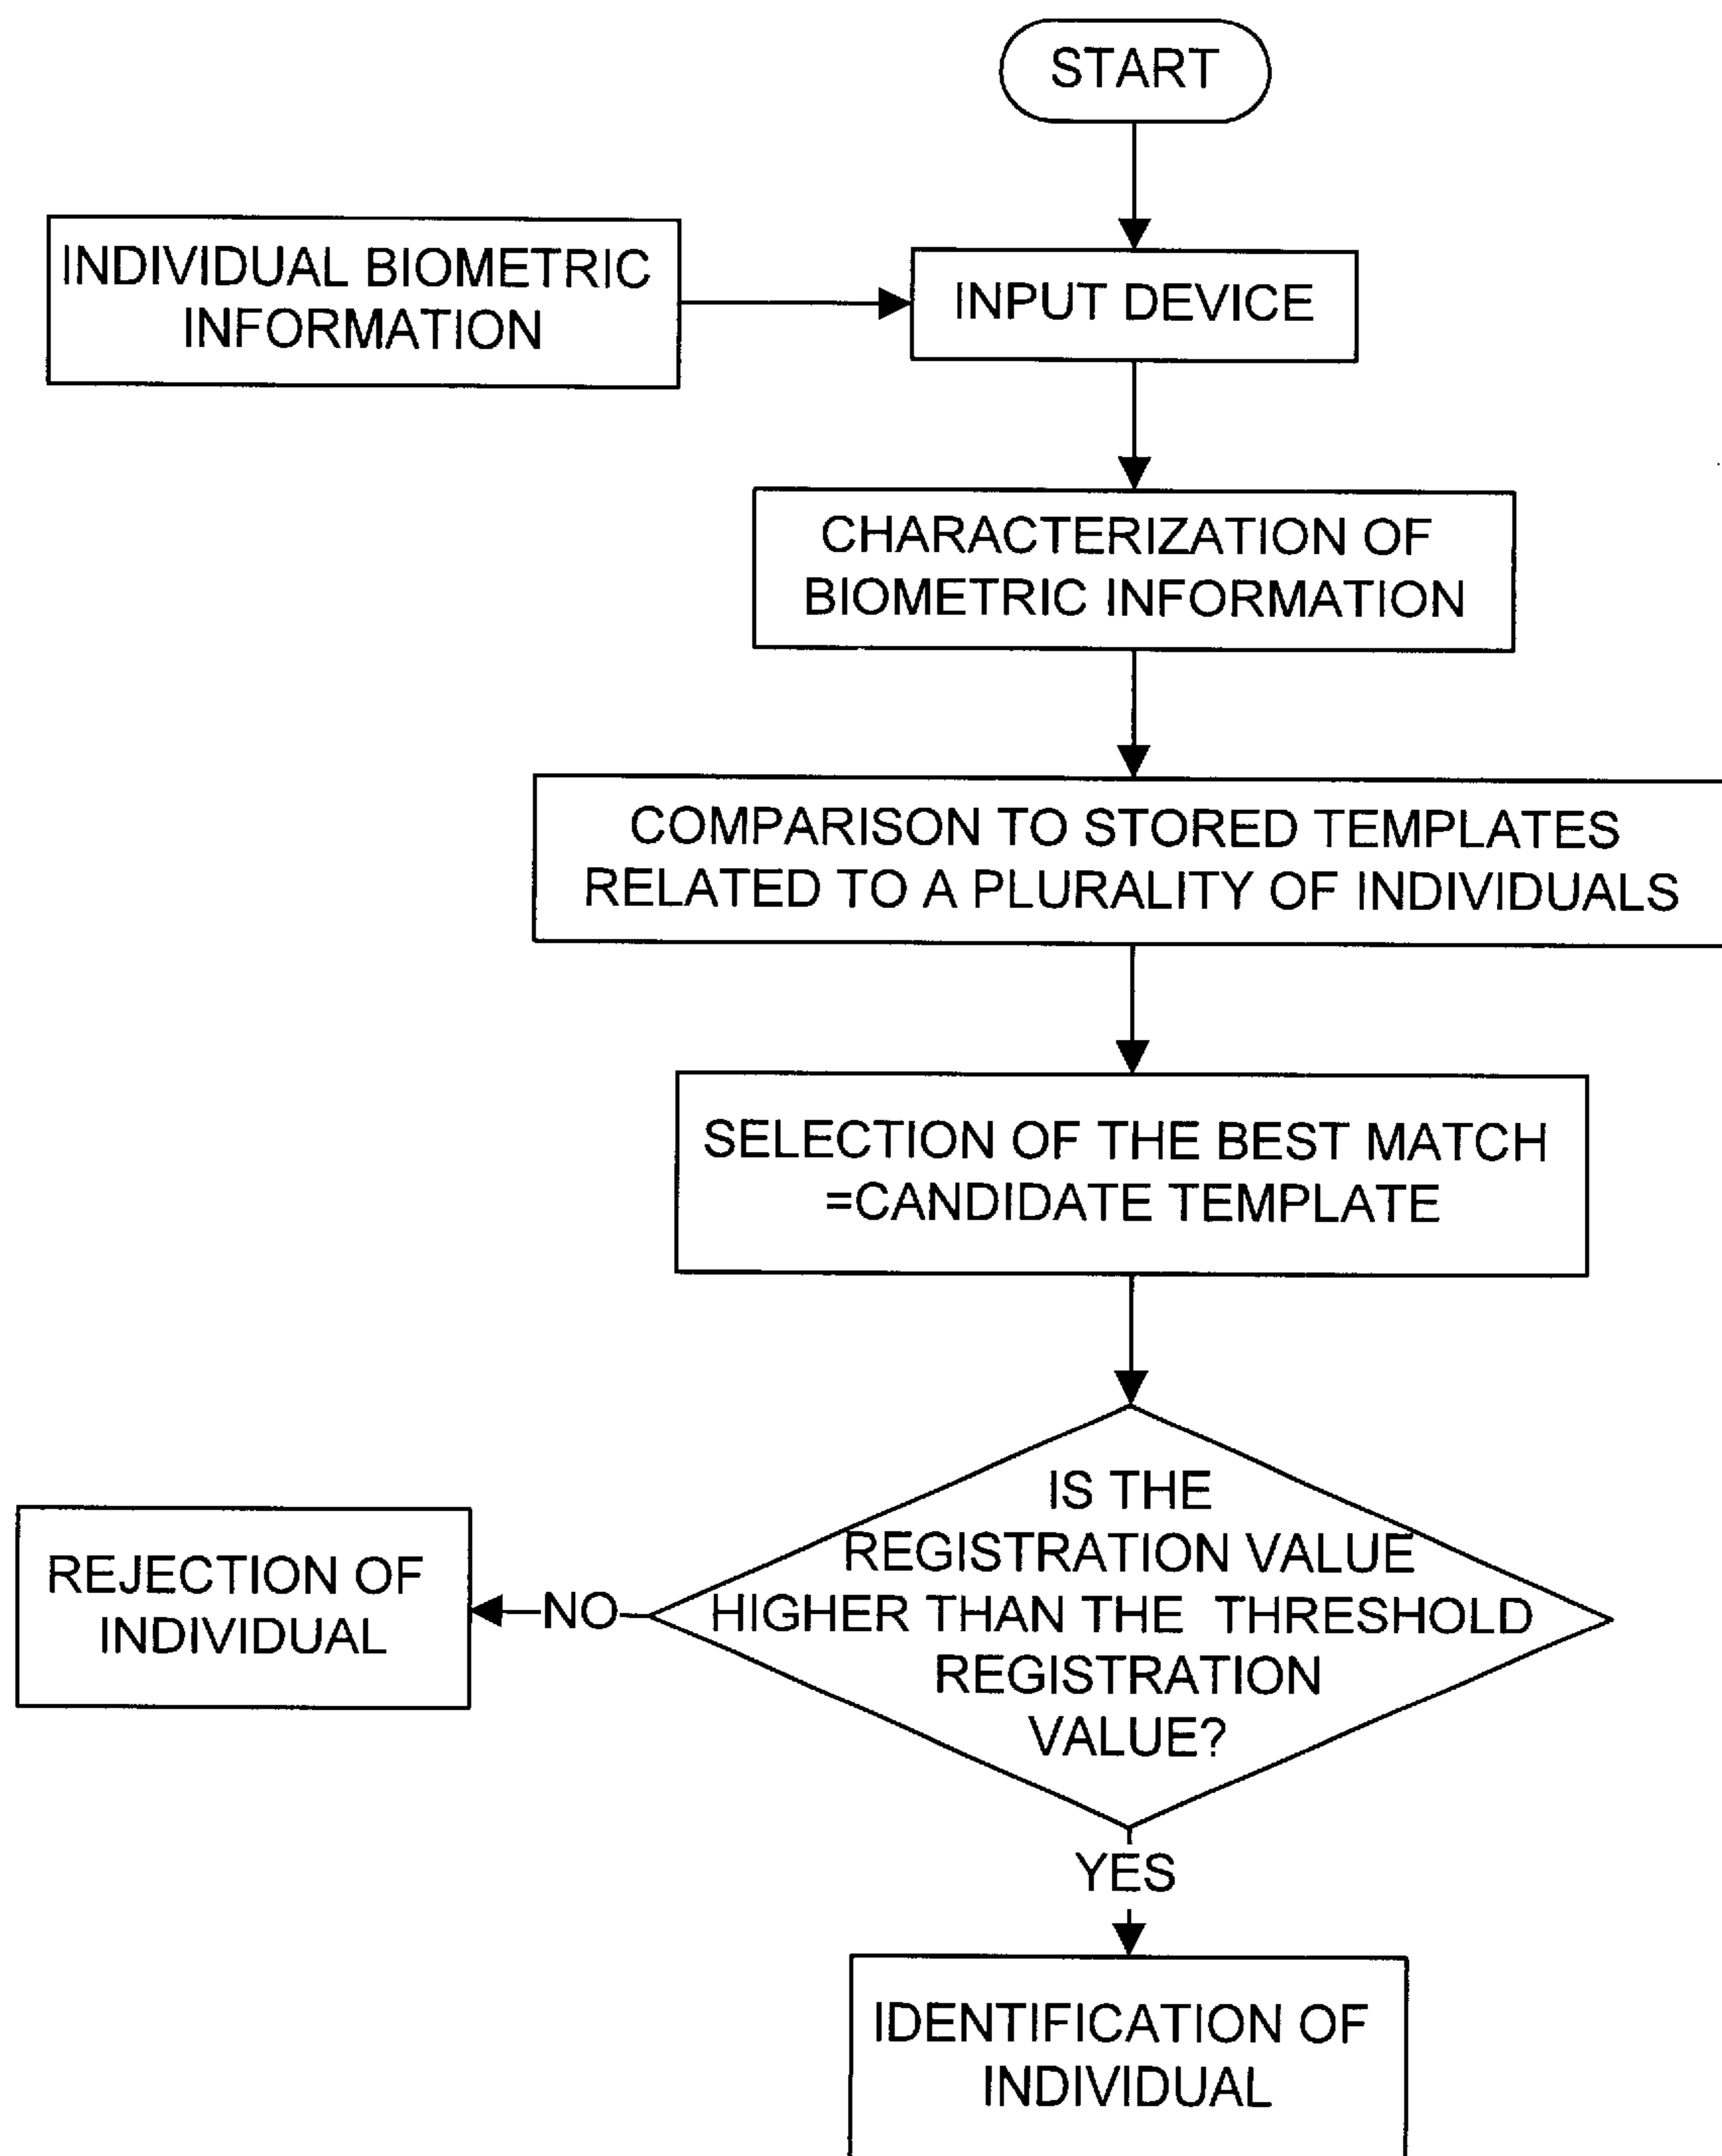 START
INDIVIDUAL BIOMETRIC
INFORMATION
INPUT DEVICE
CHARACTERIZATION OF
BIOMETRIC INFORMATION
COMPARISON TO STORED TEMPLATES
RELATED TO A PLURALITY OF INDIVIDUALS
SELECTION OF THE BEST MATCH
=CANDIDATE TEMPLATE
IS THE
REGISTRATION VALUE
HIGHER THAN THE THRESHOLD
REGISTRATION
VALUE?
NO
REJECTION OF
INDIVIDUAL
YES
IDENTIFICATION OF
INDIVIDUAL